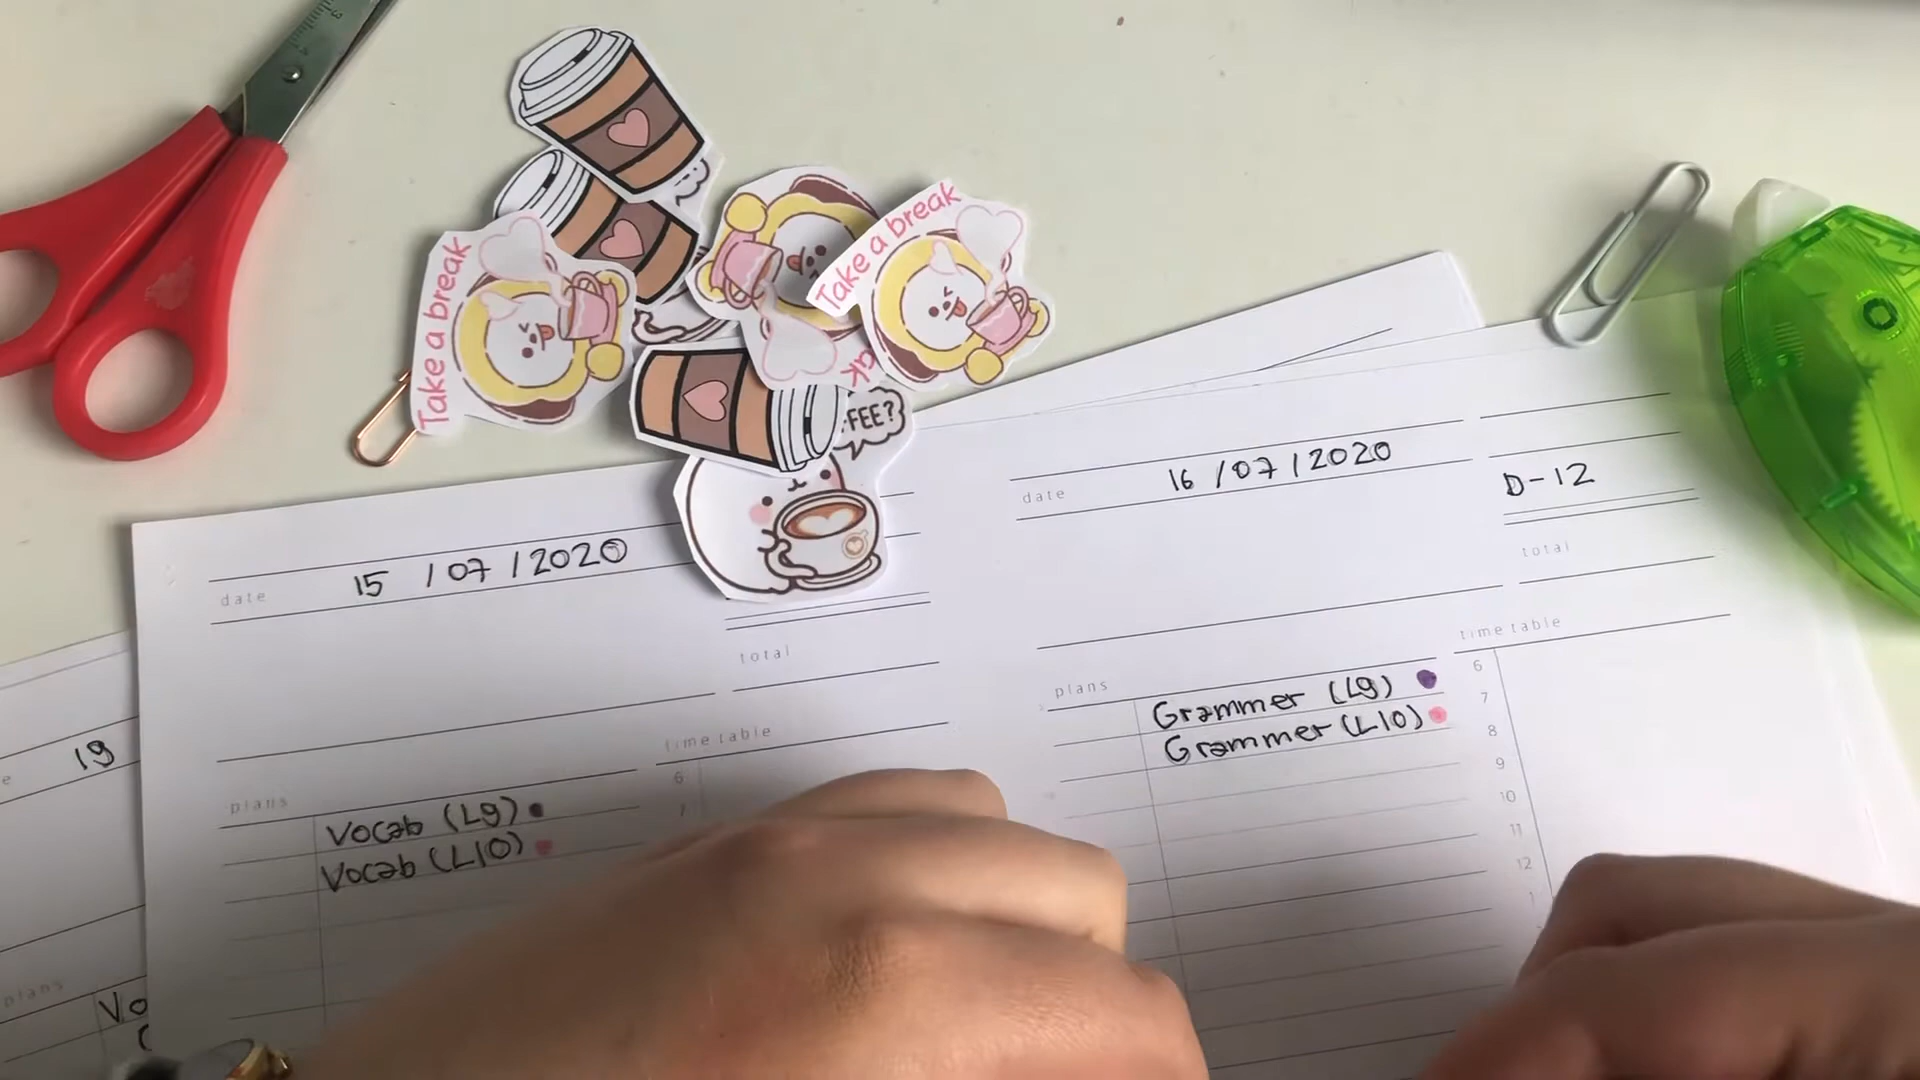 Take a break
Take a break
FEE?
date 15 / 07 / 2020
total
time table
6
7
plans
Vocab (L9)
Vocab (L10)
date 16 / 07 / 2020
D-12
total
time table
plans
Grammer (L9)
Grammer (L10)
6
7
8
9
10
11
12
1
e 19
plans
Vo